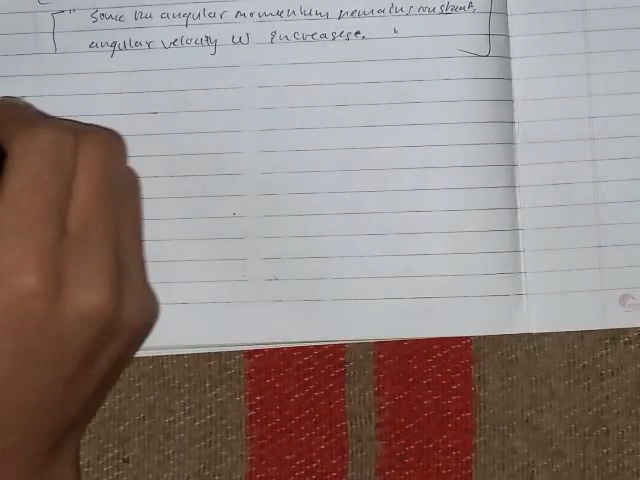 " Since the angular momentum remains constant,
angular velocity ω increasese.